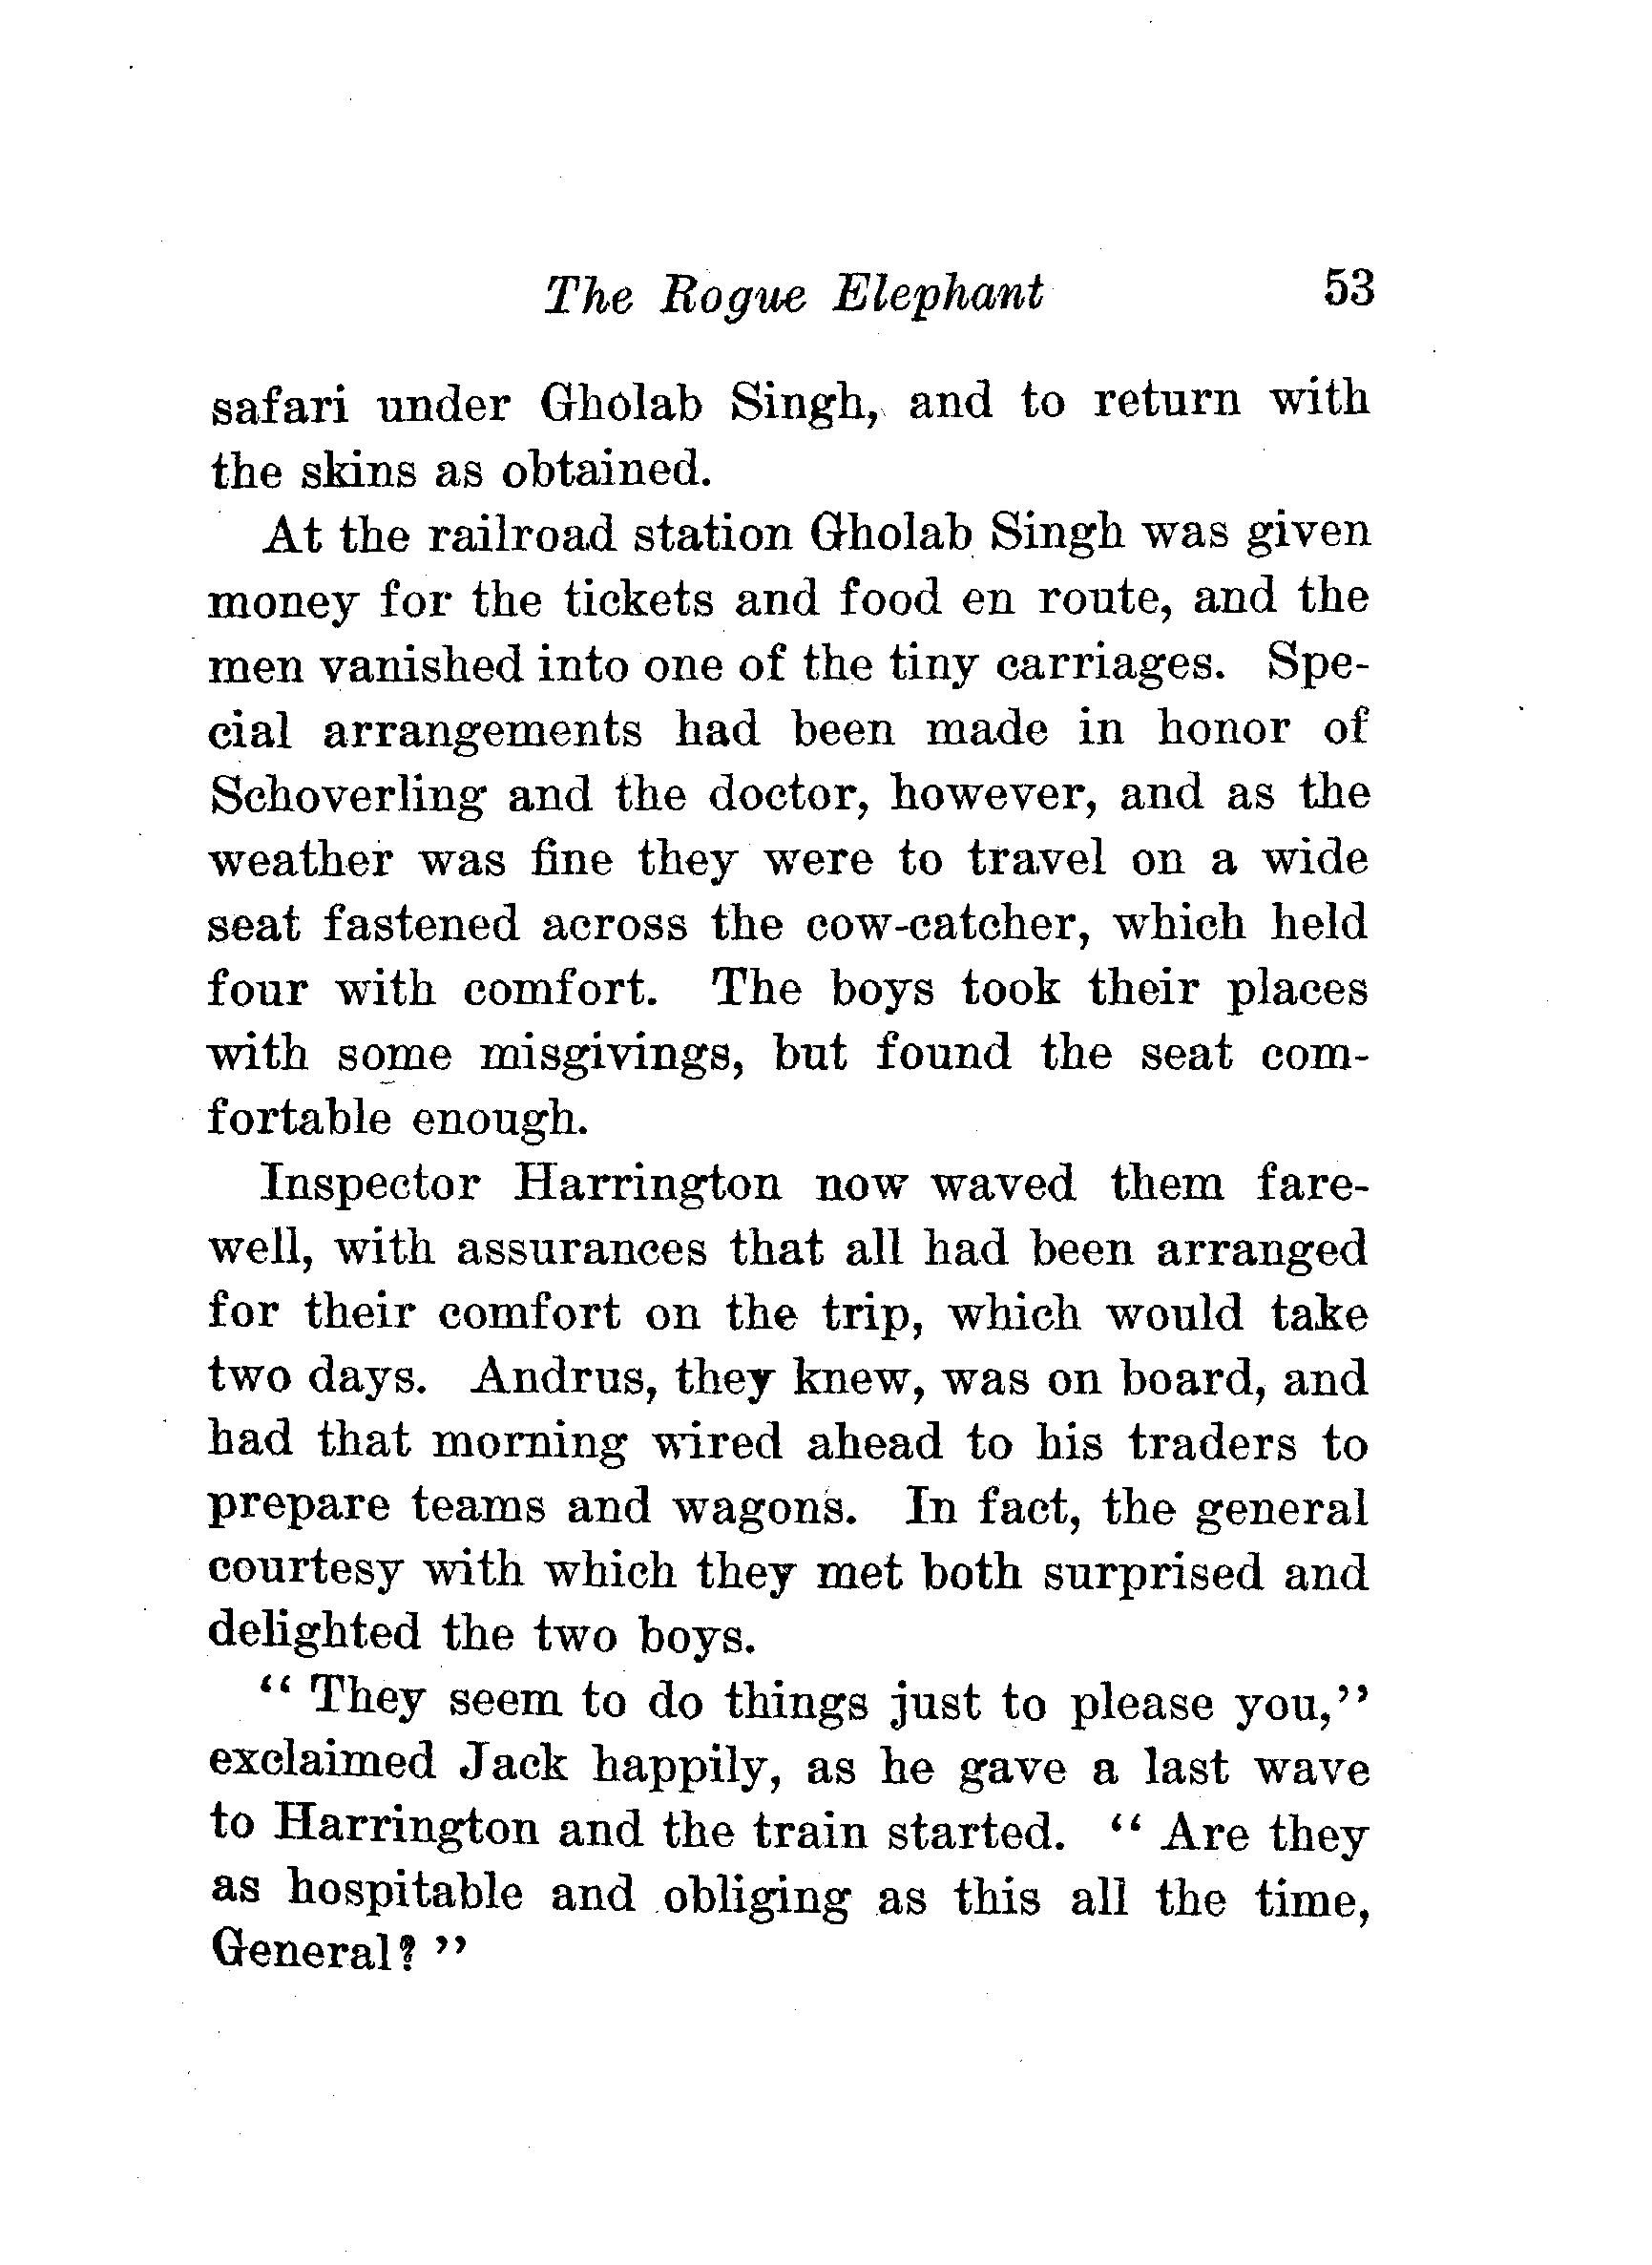 The Rogue Elephant 53
safari under Gholab Singh, and to return with
the skins as obtained.
At the railroad station Gholab Singh was given
money for the tickets and food en route, and the
men vanished into one of the tiny carriages. Spe-
cial arrangements had been made in honor of
Schoverling and the doctor, however, and as the
weather was fine they were to travel on a wide
seat fastened across the cow-catcher, which held
four with comfort. The boys took their places
with some misgivings, but found the seat com-
fortable enough.
Inspector Harrington now waved them fare-
well, with assurances that all had been arranged
for their comfort on the trip, which would take
two days. Andrus, they knew, was on board, and
had that morning wired ahead to his traders to
prepare teams and wagons. In fact, the general
courtesy with which they met both surprised and
delighted the two boys.
“ They seem to do things just to please you,”
exclaimed Jack happily, as he gave a last wave
to Harrington and the train started. “ Are they
as hospitable and obliging as this all the time,
General? ”